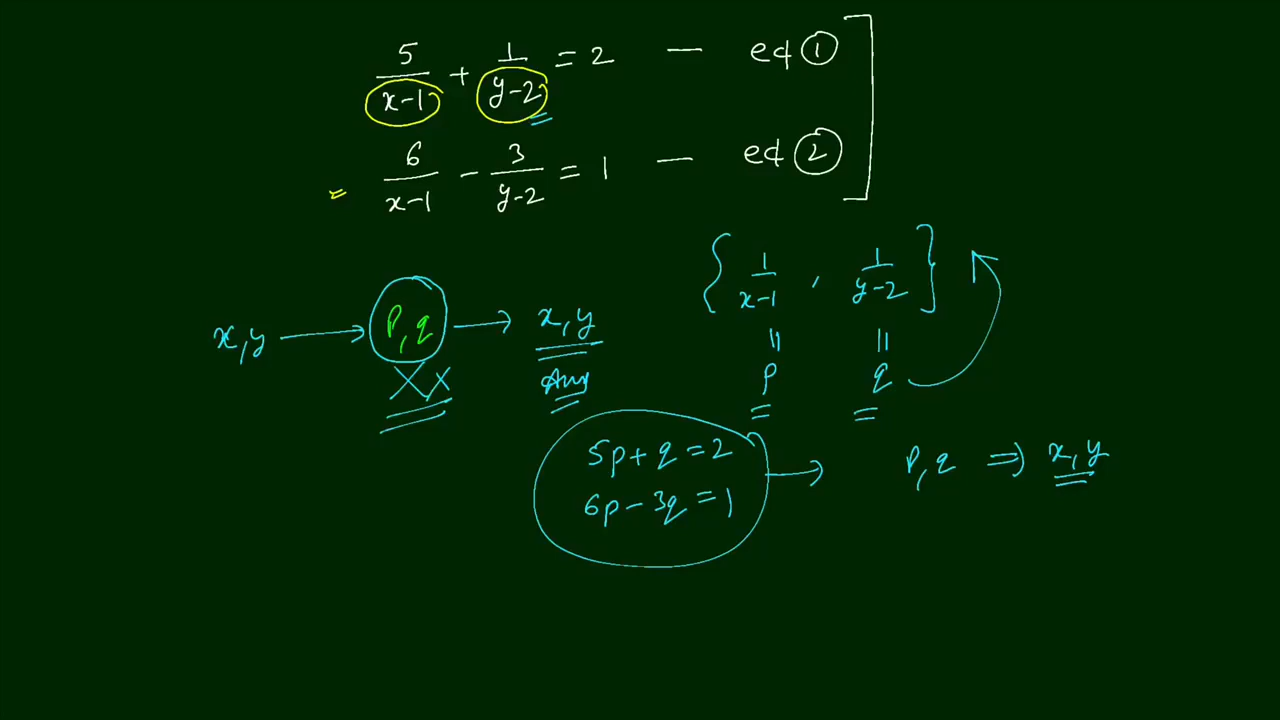 5/(x-1) + 1/(y-2) = 2 — eq ①
= 6/(x-1) - 3/(y-2) = 1 — eq ②
{ 1/(x-1) , 1/(y-2) }
x,y → p,q → x,y
|| ||
XX Ans p q
5p+q=2
6p-3q=1
→ p,q ⇒ x,y